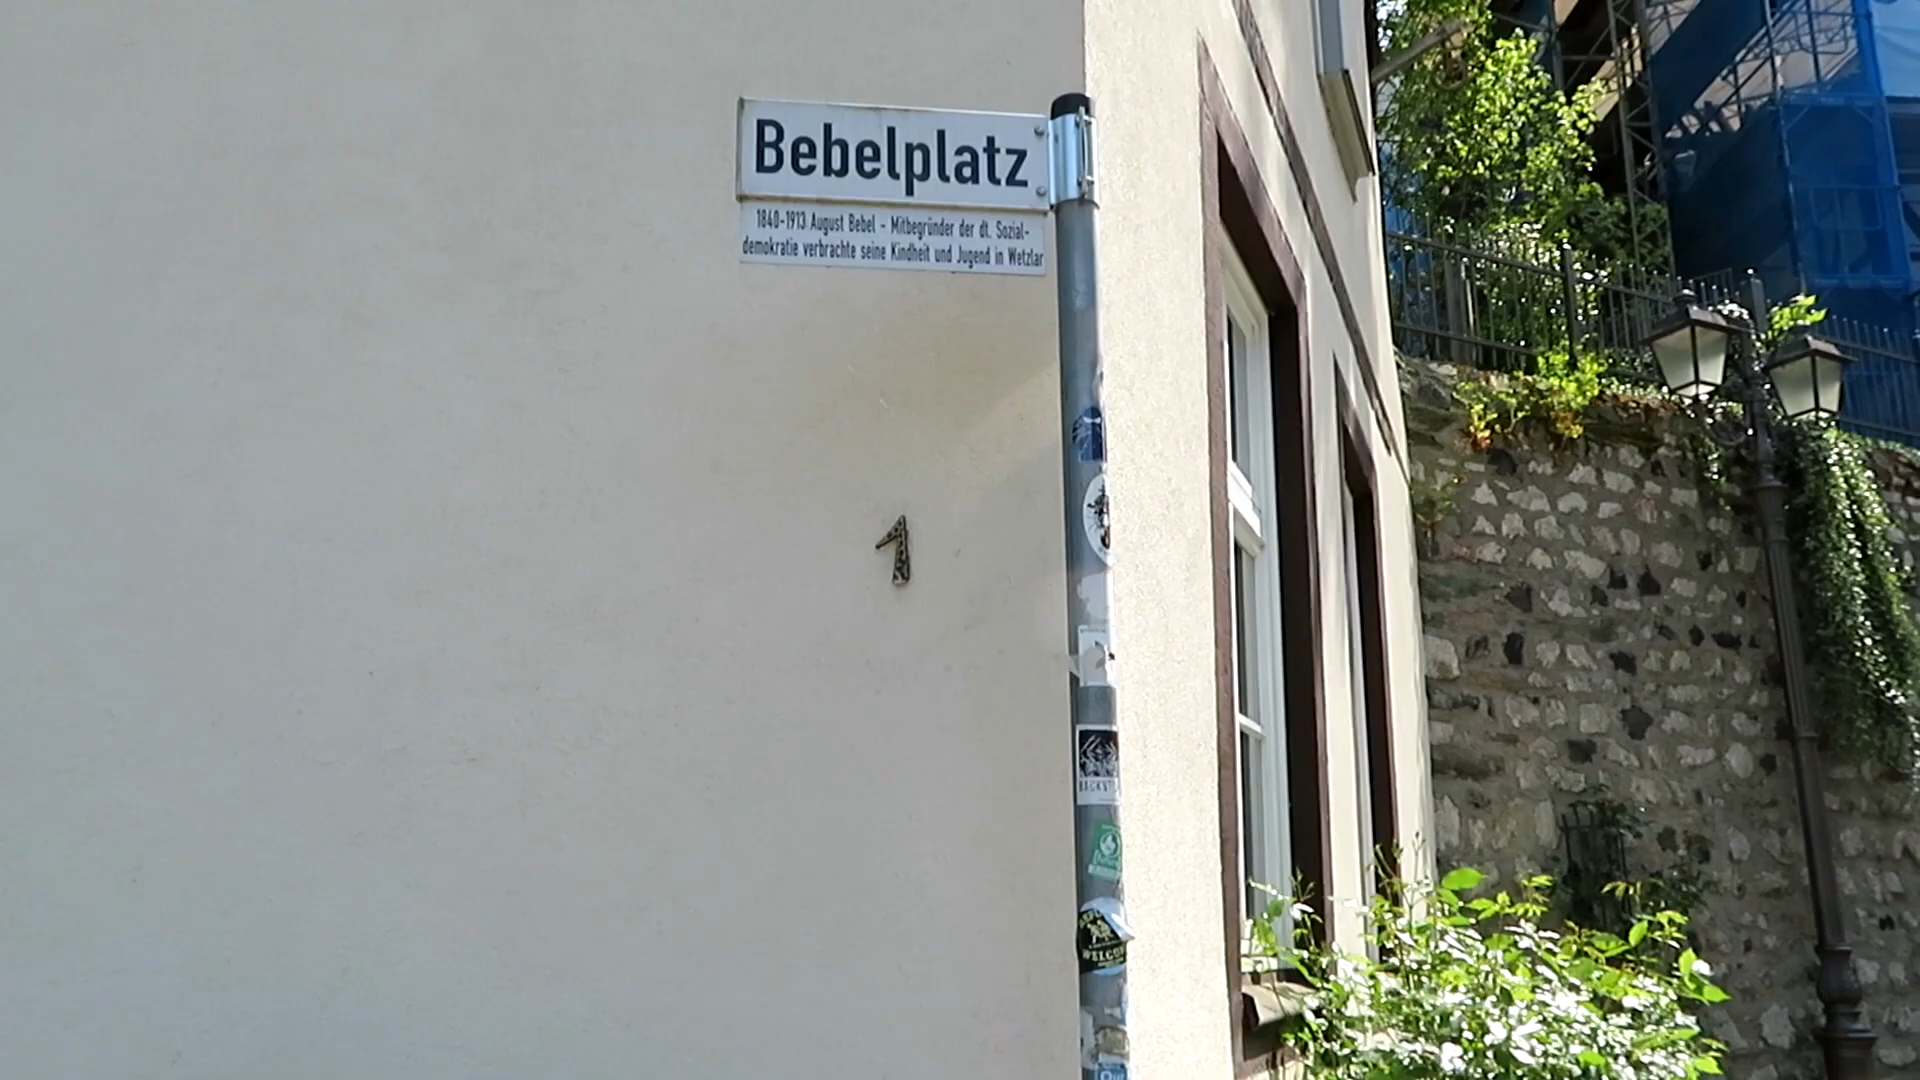 Bebelplatz
1840-1913 August Bebel - Mitbegründer der dt. Sozial-
demokratie verbrachte seine Kindheit und Jugend in Wetzlar
1